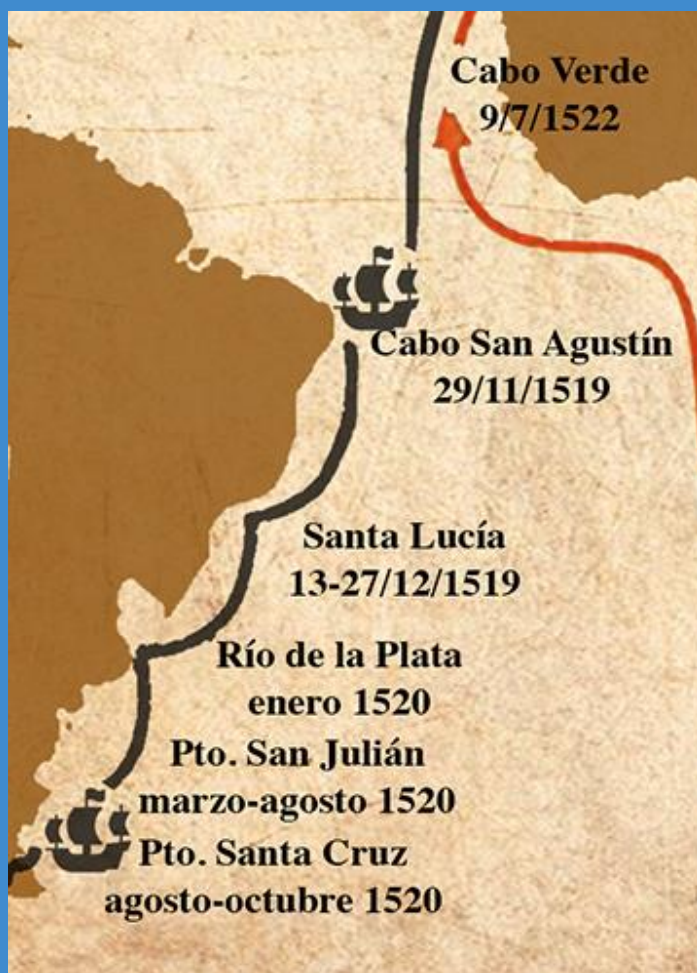 Cabo Verde
9/7/1522
Cabo San Agustín
29/11/1519
Santa Lucía
13-27/12/1519
Río de la Plata
enero 1520
Pto. San Julián
marzo-agosto 1520
Pto. Santa Cruz
agosto-octubre 1520